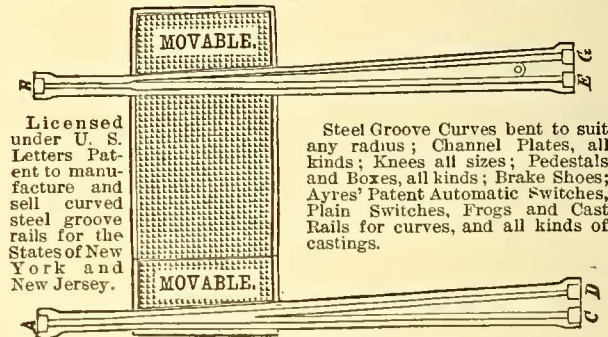 MOVABLE.
G
E
F
Licensed
under U. S.
Letters Pat-
ent to manu-
facture and
sell curved
steel groove
rails for the
States of New
York and
New Jersey.
Steel Groove Curves bent to suit
any radius; Channel Plates, all
kinds; Knees all sizes; Pedestals
and Boxes, all kinds; Brake Shoes;
Ayres' Patent Automatic Switches,
Plain Switches, Frogs and Cast
Rails for curves, and all kinds of
castings.
MOVABLE.
D
C
A